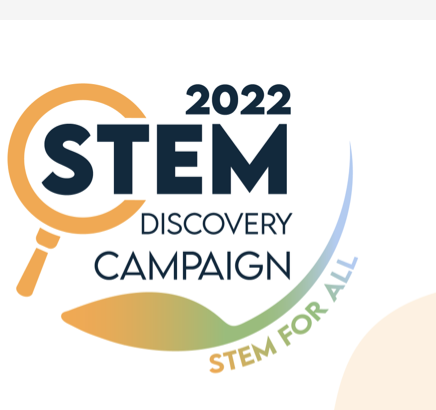 2022
STEM
DISCOVERY
CAMPAIGN
STEM FOR ALL